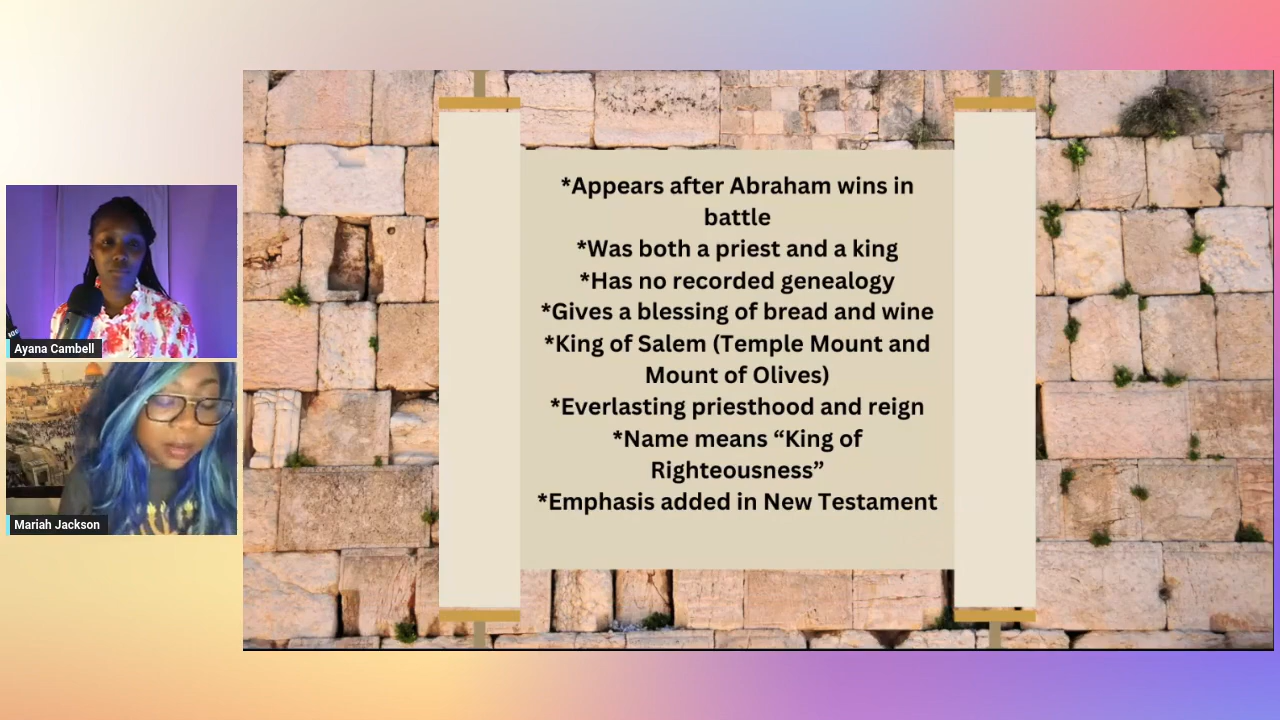 Ayana Cambell
Mariah Jackson
*Appears after Abraham wins in
battle
*Was both a priest and a king
*Has no recorded genealogy
*Gives a blessing of bread and wine
*King of Salem (Temple Mount and
Mount of Olives)
*Everlasting priesthood and reign
*Name means “King of
Righteousness”
*Emphasis added in New Testament